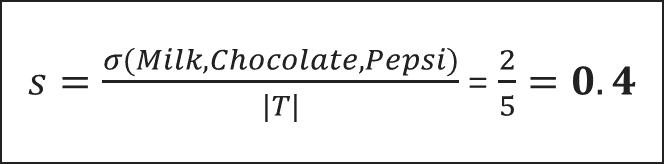 s = σ(Milk,Chocolate,Pepsi) / |T| = 2/5 = 0.4